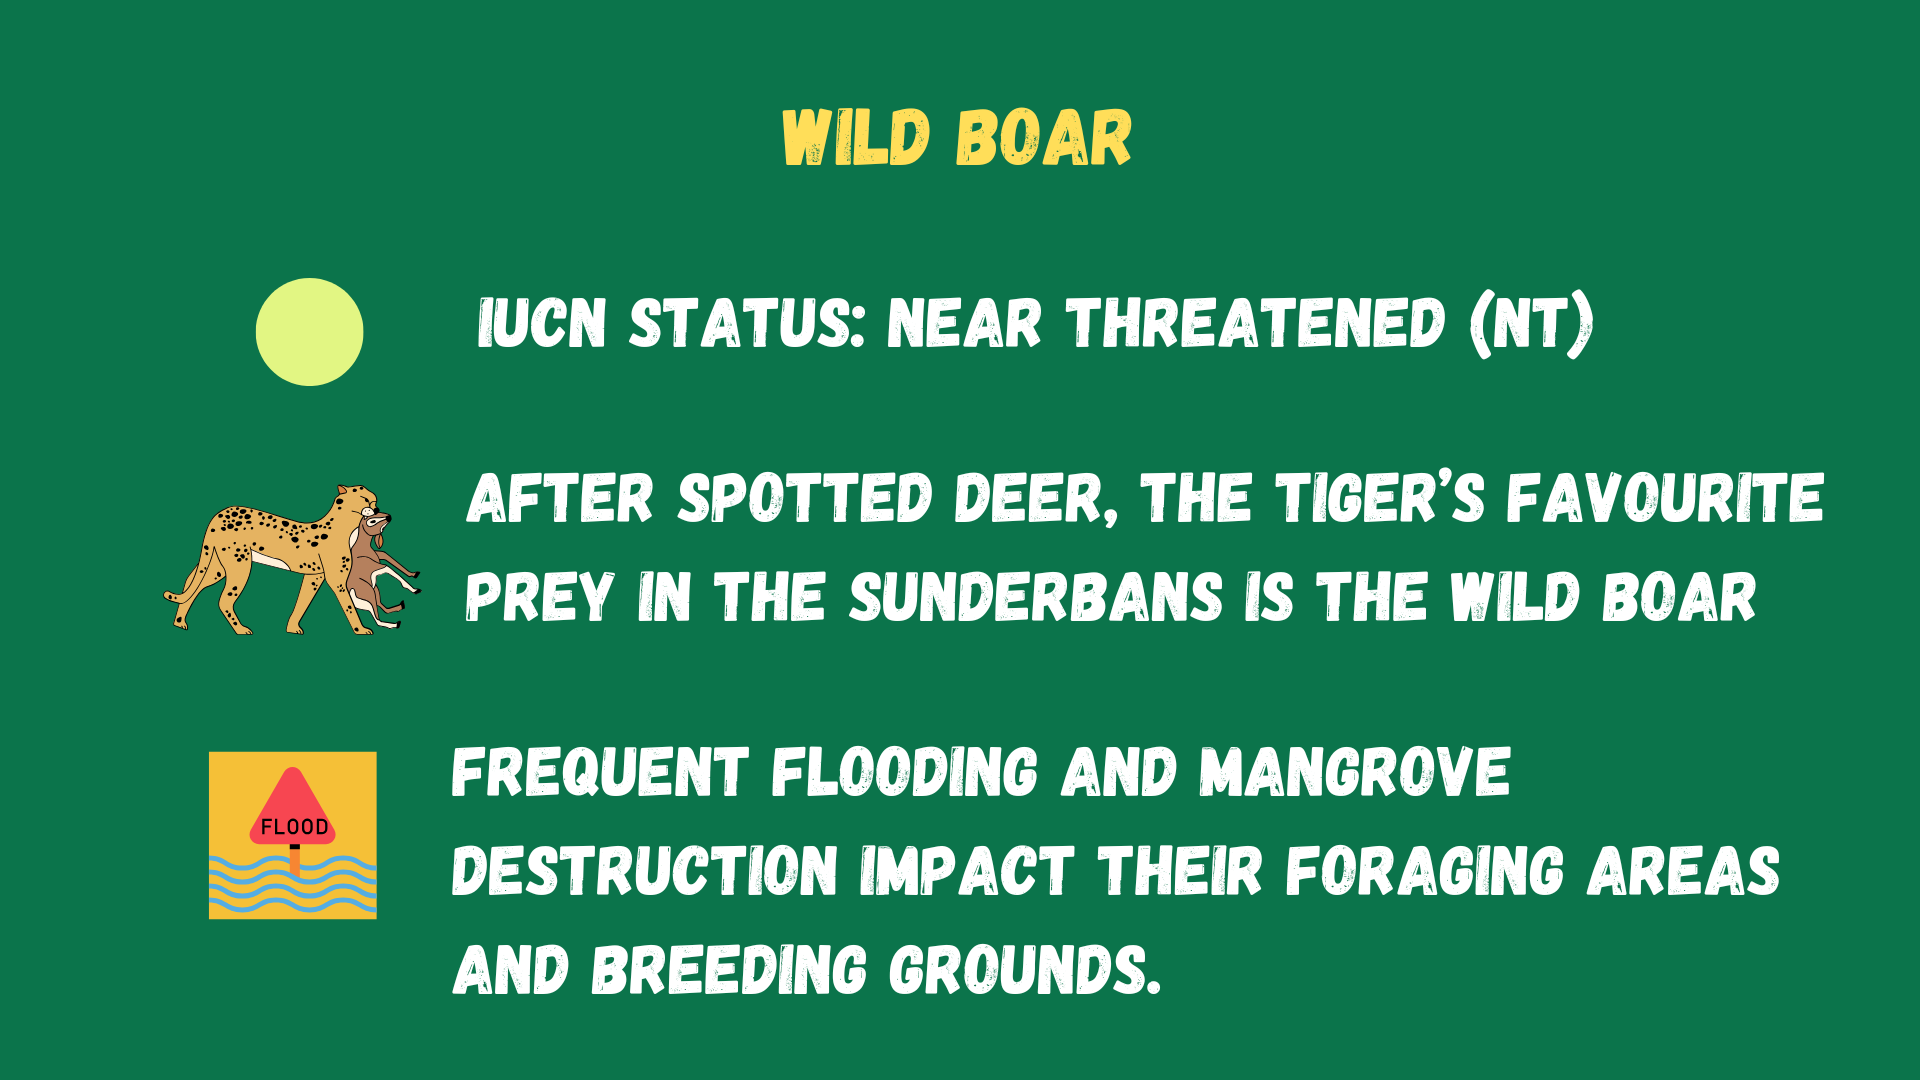 WILD BOAR
IUCN STATUS: NEAR THREATENED (NT)
AFTER SPOTTED DEER, THE TIGER’S FAVOURITE
PREY IN THE SUNDERBANS IS THE WILD BOAR
FREQUENT FLOODING AND MANGROVE
DESTRUCTION IMPACT THEIR FORAGING AREAS
AND BREEDING GROUNDS.
FLOOD